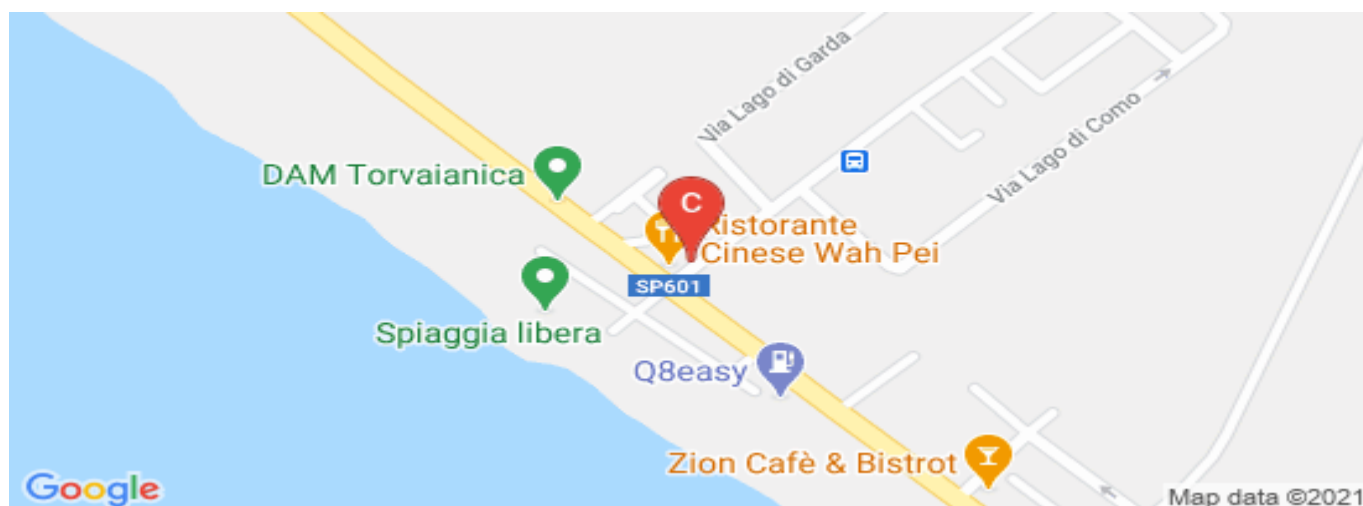 Via Lago di Garda
Via Lago di Como
DAM Torvaianica
C
Ristorante
Cinese Wah Pei
SP601
Spiaggia libera
Q8easy
Zion Cafè & Bistrot
Google
Map data ©2021